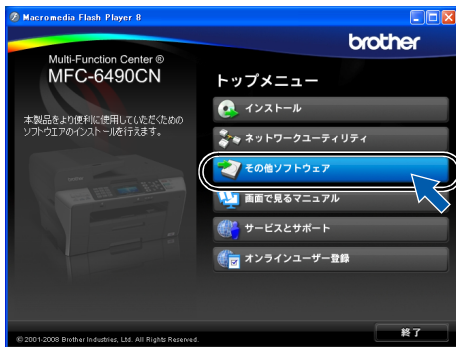 Macromedia Flash Player 8
brother
Multi-Function Center ®
MFC-6490CN
本製品をより便利に使用していただくための
ソフトウエアのインストールを行えます。
トップメニュー
インストール
ネットワークユーティリティ
その他ソフトウェア
画面で見るマニュアル
サービスとサポート
オンラインユーザー登録
© 2001-2008 Brother Industries, Ltd. All Rights Reserved.
終了